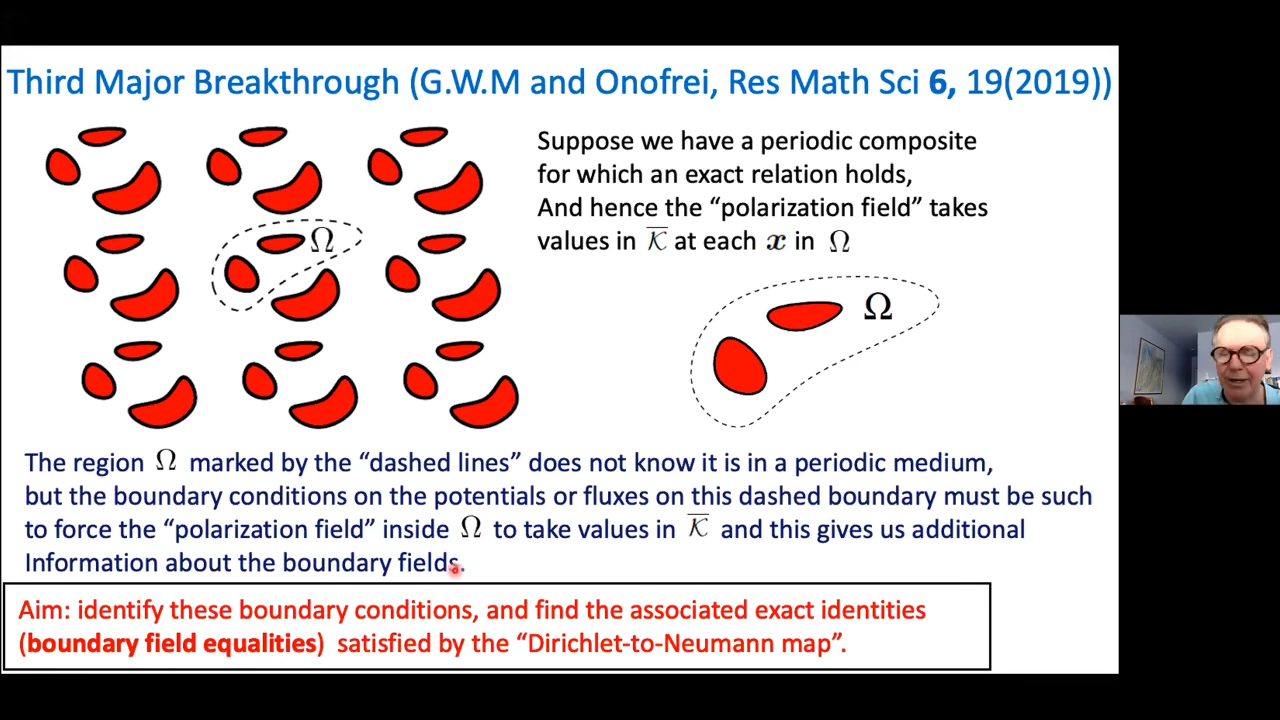 Third Major Breakthrough (G.W.M and Onofrei, Res Math Sci 6, 19(2019))
Suppose we have a periodic composite
for which an exact relation holds,
And hence the “polarization field” takes
values in K̅ at each x in Ω
Ω
Ω
The region Ω marked by the “dashed lines” does not know it is in a periodic medium,
but the boundary conditions on the potentials or fluxes on this dashed boundary must be such
to force the “polarization field” inside Ω to take values in K̅ and this gives us additional
Information about the boundary fields.
Aim: identify these boundary conditions, and find the associated exact identities
(boundary field equalities) satisfied by the “Dirichlet-to-Neumann map”.